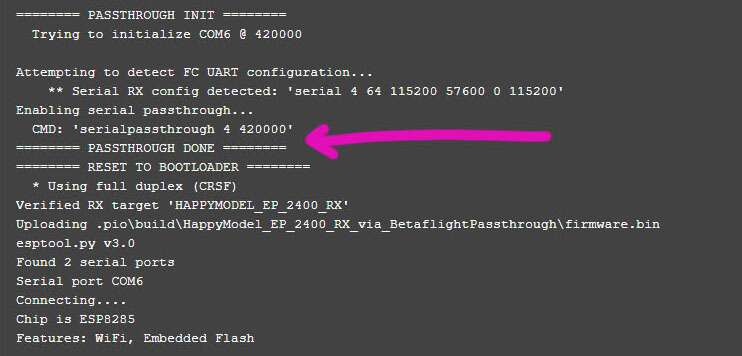 ======== PASSTHROUGH INIT ========
Trying to initialize COM6 @ 420000
Attempting to detect FC UART configuration...
** Serial RX config detected: 'serial 4 64 115200 57600 0 115200'
Enabling serial passthrough...
CMD: 'serialpassthrough 4 420000'
======== PASSTHROUGH DONE ========
======== RESET TO BOOTLOADER ========
* Using full duplex (CRSF)
Verified RX target 'HAPPYMODEL_EP_2400_RX'
Uploading .pio\build\HappyModel_EP_2400_RX_via_BetaflightPassthrough\firmware.bin
esptool.py v3.0
Found 2 serial ports
Serial port COM6
Connecting....
Chip is ESP8285
Features: WiFi, Embedded Flash